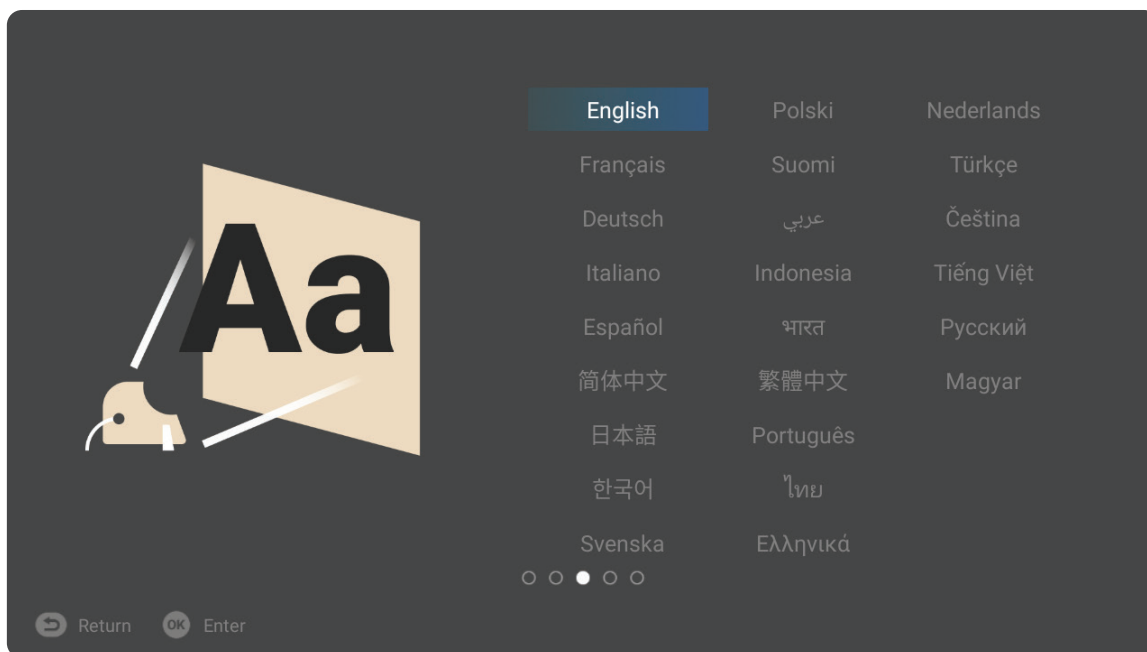 Aa
English Polski Nederlands
Français Suomi Türkçe
Deutsch عربي Čeština
Italiano Indonesia Tiếng Việt
Español भारत Русский
简体中文 繁體中文 Magyar
日本語 Português
한국어 ไทย
Svenska Ελληνικά
Return OK Enter